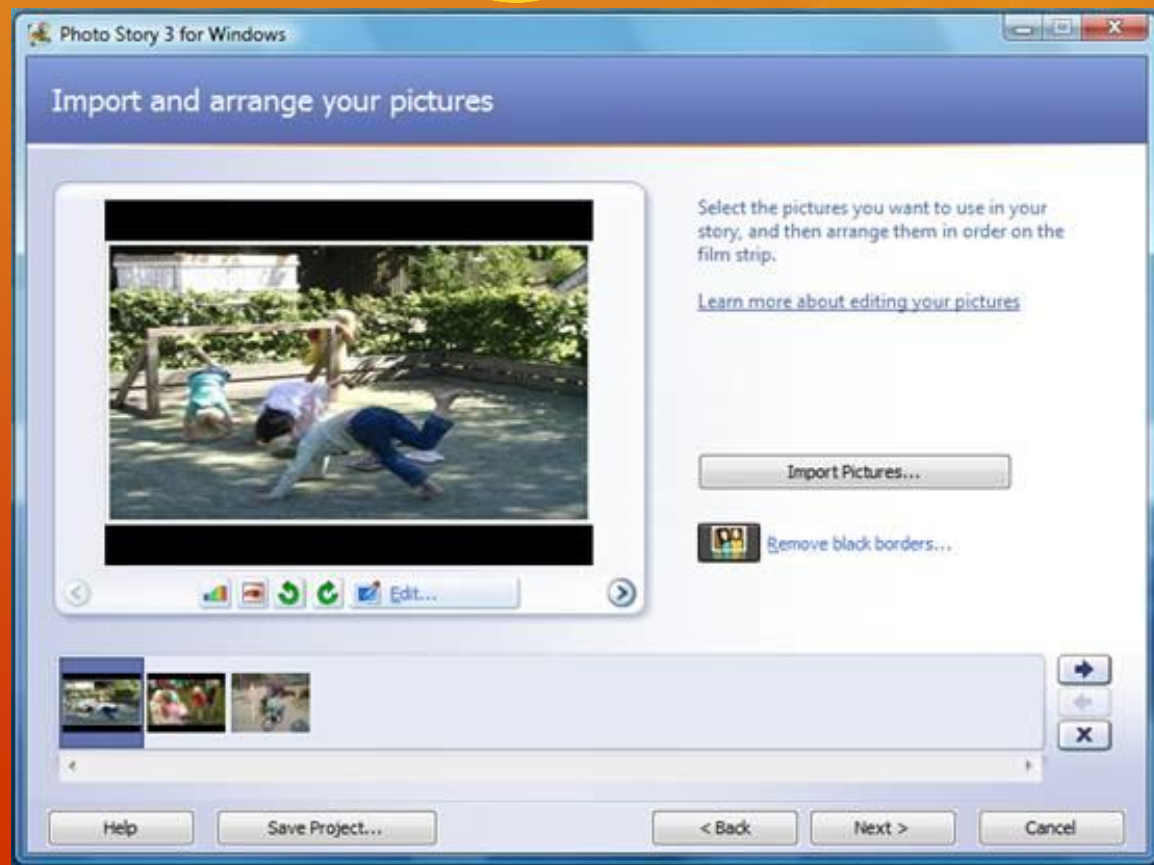 Photo Story 3 for Windows
Import and arrange your pictures
Select the pictures you want to use in your
story, and then arrange them in order on the
film strip.
Learn more about editing your pictures
Import Pictures...
Remove black borders...
Edit...
Help
Save Project...
< Back
Next >
Cancel